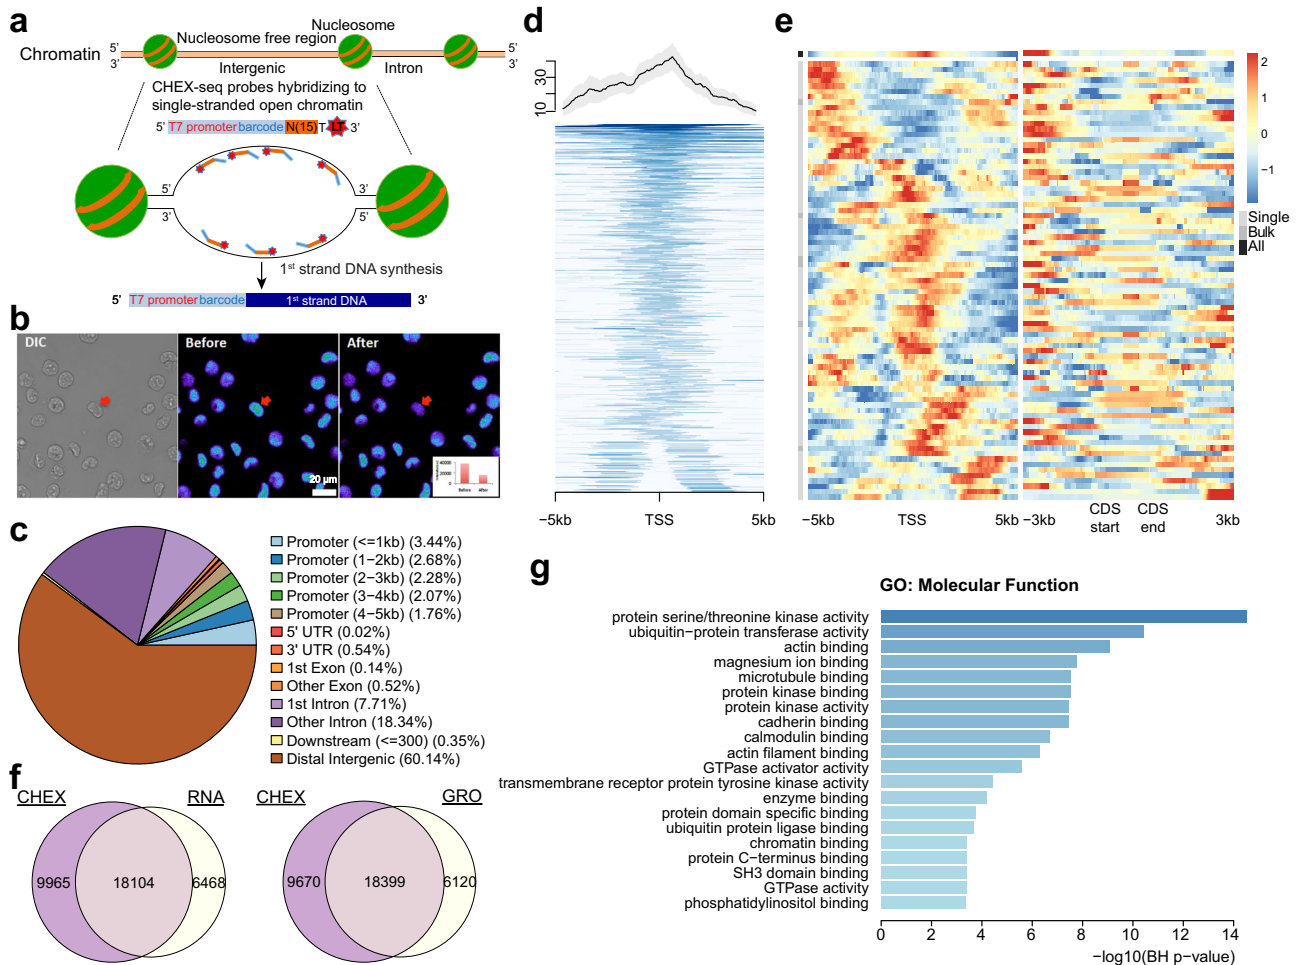 a
Chromatin
5'
3'
Nucleosome
Nucleosome free region
5'
3'
Intergenic
Intron
CHEX-seq probes hybridizing to
single-stranded open chromatin
5' T7 promoter barcode N(15) T LT 3'
5'
3'
3'
5'
1st strand DNA synthesis
5' T7 promoter barcode 1st strand DNA 3'
b
DIC
Before
After
20 µm
40000
20000
0
Before After
c
Promoter (<=1kb) (3.44%)
Promoter (1−2kb) (2.68%)
Promoter (2−3kb) (2.28%)
Promoter (3−4kb) (2.07%)
Promoter (4−5kb) (1.76%)
5' UTR (0.02%)
3' UTR (0.54%)
1st Exon (0.14%)
Other Exon (0.52%)
1st Intron (7.71%)
Other Intron (18.34%)
Downstream (<=300) (0.35%)
Distal Intergenic (60.14%)
d
30
10
−5kb TSS 5kb
e
2
1
0
−1
Single
Bulk
All
−5kb TSS 5kb
−3kb CDS start CDS end 3kb
f
CHEX RNA
9965 18104 6468
CHEX GRO
9670 18399 6120
g
GO: Molecular Function
protein serine/threonine kinase activity
ubiquitin−protein transferase activity
actin binding
magnesium ion binding
microtubule binding
protein kinase binding
protein kinase activity
cadherin binding
calmodulin binding
actin filament binding
GTPase activator activity
transmembrane receptor protein tyrosine kinase activity
enzyme binding
protein domain specific binding
ubiquitin protein ligase binding
chromatin binding
protein C−terminus binding
SH3 domain binding
GTPase activity
phosphatidylinositol binding
0 2 4 6 8 10 12 14
−log10(BH p−value)